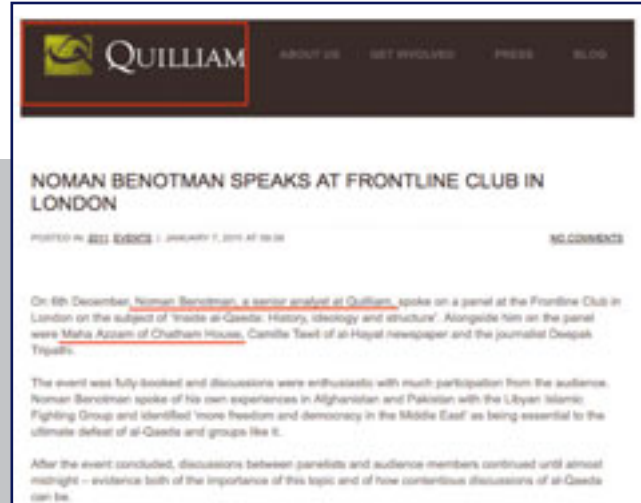 QUILLIAM
ABOUT US GET INVOLVED PRESS BLOG
NOMAN BENOTMAN SPEAKS AT FRONTLINE CLUB IN
LONDON
POSTED IN: 2011, EVENTS | JANUARY 7, 2011 AT
NO COMMENTS
On 6th December, Noman Benotman, a senior analyst at Quilliam, spoke on a panel at the Frontline Club in
London on the subject of 'Inside al-Qaeda: History, ideology and structure'. Alongside him on the panel
were Maha Azzam of Chatham House, Camille Tawil of al-Hayat newspaper and the journalist Deepak
Tripathi.
The event was fully-booked and discussions were enthusiastic with much participation from the audience.
Noman Benotman spoke of his own experiences in Afghanistan and Pakistan with the Libyan Islamic
Fighting Group and identified 'more freedom and democracy in the Middle East' as being essential to the
ultimate defeat of al-Qaeda and groups like it.
After the event concluded, discussions between panelists and audience members continued until almost
midnight – evidence both of the importance of this topic and of how contentious discussions of al-Qaeda
can be.